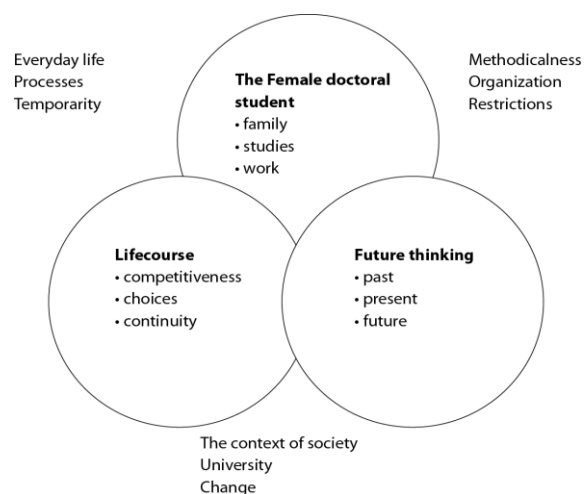 Everyday life
Processes
Temporarity
Methodicalness
Organization
Restrictions
The Female doctoral
student
• family
• studies
• work
Lifecourse
• competitiveness
• choices
• continuity
Future thinking
• past
• present
• future
The context of society
University
Change